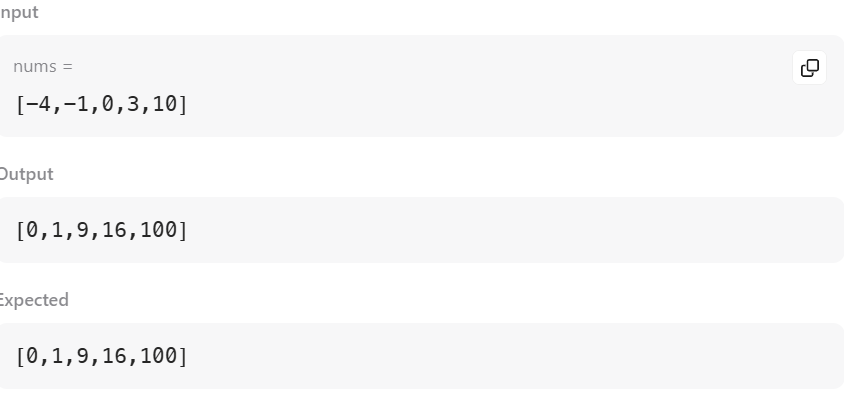 nput
nums =
[-4,-1,0,3,10]
Output
[0,1,9,16,100]
Expected
[0,1,9,16,100]